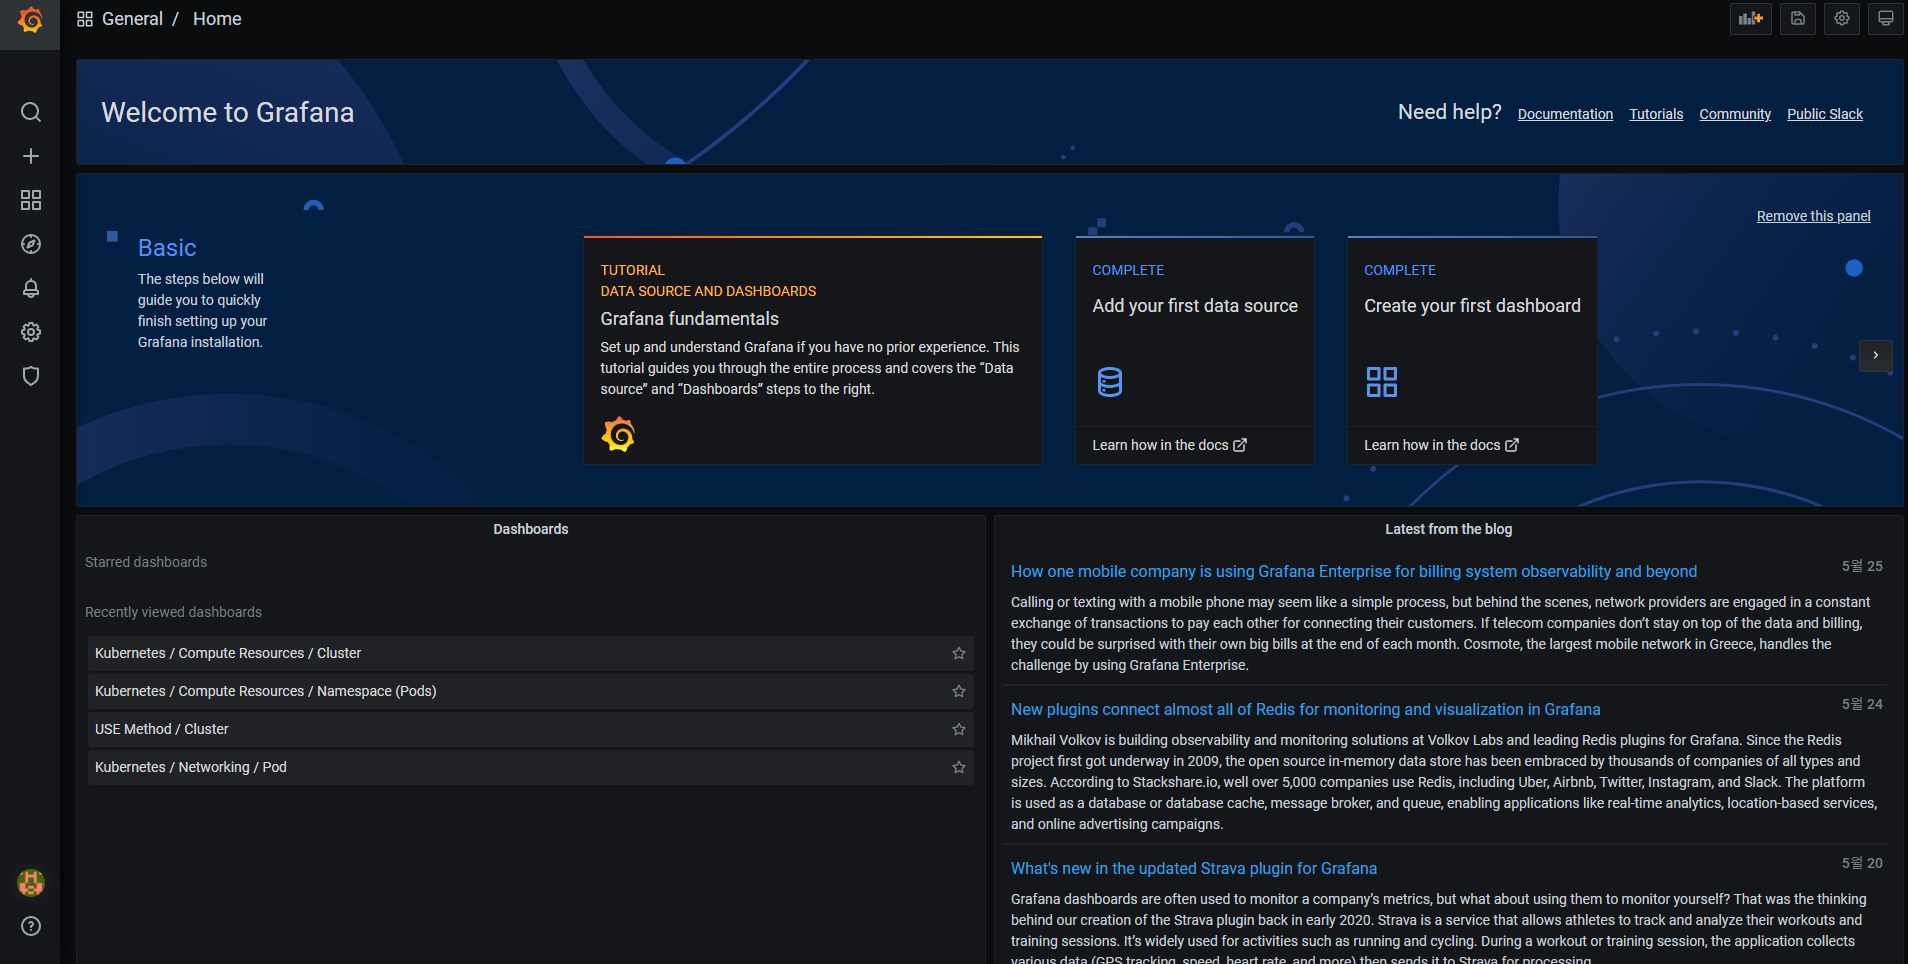 General / Home
Welcome to Grafana
Need help? Documentation Tutorials Community Public Slack
Remove this panel
Basic
The steps below will
guide you to quickly
finish setting up your
Grafana installation.
TUTORIAL
DATA SOURCE AND DASHBOARDS
Grafana fundamentals
Set up and understand Grafana if you have no prior experience. This
tutorial guides you through the entire process and covers the “Data
source” and “Dashboards” steps to the right.
COMPLETE
Add your first data source
Learn how in the docs
COMPLETE
Create your first dashboard
Learn how in the docs
Dashboards
Starred dashboards
Recently viewed dashboards
Kubernetes / Compute Resources / Cluster
Kubernetes / Compute Resources / Namespace (Pods)
USE Method / Cluster
Kubernetes / Networking / Pod
Latest from the blog
How one mobile company is using Grafana Enterprise for billing system observability and beyond
5월 25
Calling or texting with a mobile phone may seem like a simple process, but behind the scenes, network providers are engaged in a constant
exchange of transactions to pay each other for connecting their customers. If telecom companies don’t stay on top of the data and billing,
they could be surprised with their own big bills at the end of each month. Cosmote, the largest mobile network in Greece, handles the
challenge by using Grafana Enterprise.
New plugins connect almost all of Redis for monitoring and visualization in Grafana
5월 24
Mikhail Volkov is building observability and monitoring solutions at Volkov Labs and leading Redis plugins for Grafana. Since the Redis
project first got underway in 2009, the open source in-memory data store has been embraced by thousands of companies of all types and
sizes. According to Stackshare.io, well over 5,000 companies use Redis, including Uber, Airbnb, Twitter, Instagram, and Slack. The platform
is used as a database or database cache, message broker, and queue, enabling applications like real-time analytics, location-based services,
and online advertising campaigns.
What's new in the updated Strava plugin for Grafana
5월 20
Grafana dashboards are often used to monitor a company’s metrics, but what about using them to monitor yourself? That was the thinking
behind our creation of the Strava plugin back in early 2020. Strava is a service that allows athletes to track and analyze their workouts and
training sessions. It’s widely used for activities such as running and cycling. During a workout or training session, the application collects
various data (GPS tracking, speed, heart rate, and more) then sends it to Strava for processing.